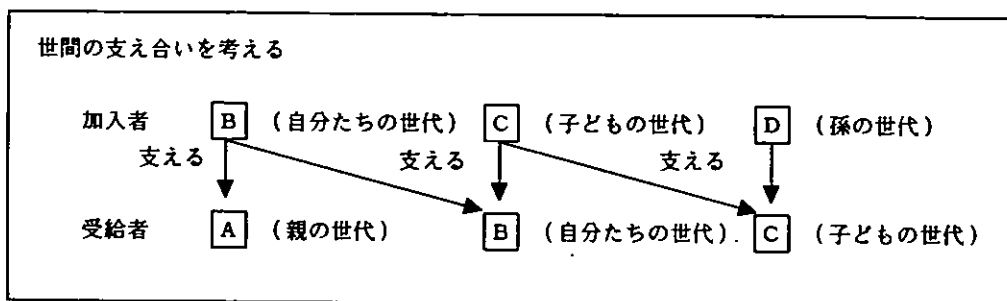 世間の支え合いを考える
加入者 B (自分たちの世代) C (子どもの世代) D (孫の世代)
支える 支える 支える
受給者 A (親の世代) B (自分たちの世代). C (子どもの世代)